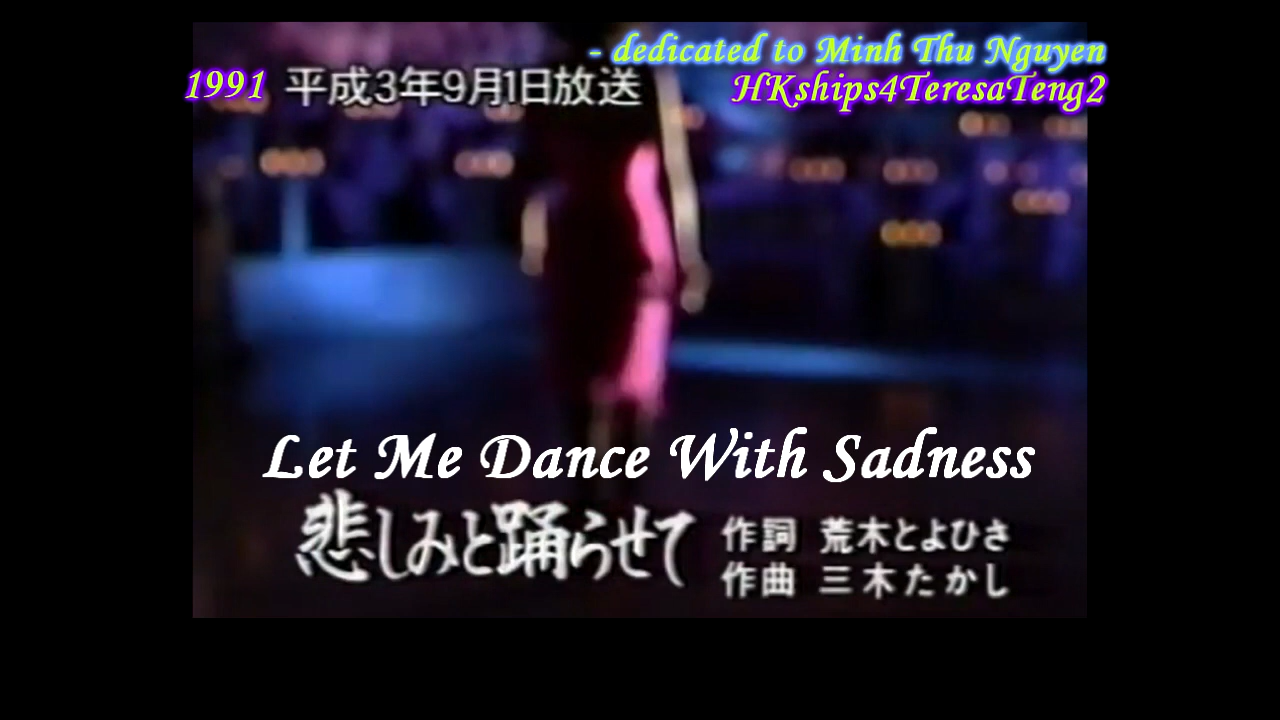 - dedicated to Minh Thu Nguyen
1991 平成3年9月1日放送 HKships4TeresaTeng2
Let Me Dance With Sadness
悲しみと踊らせて
作詞 荒木とよひさ
作曲 三木たかし